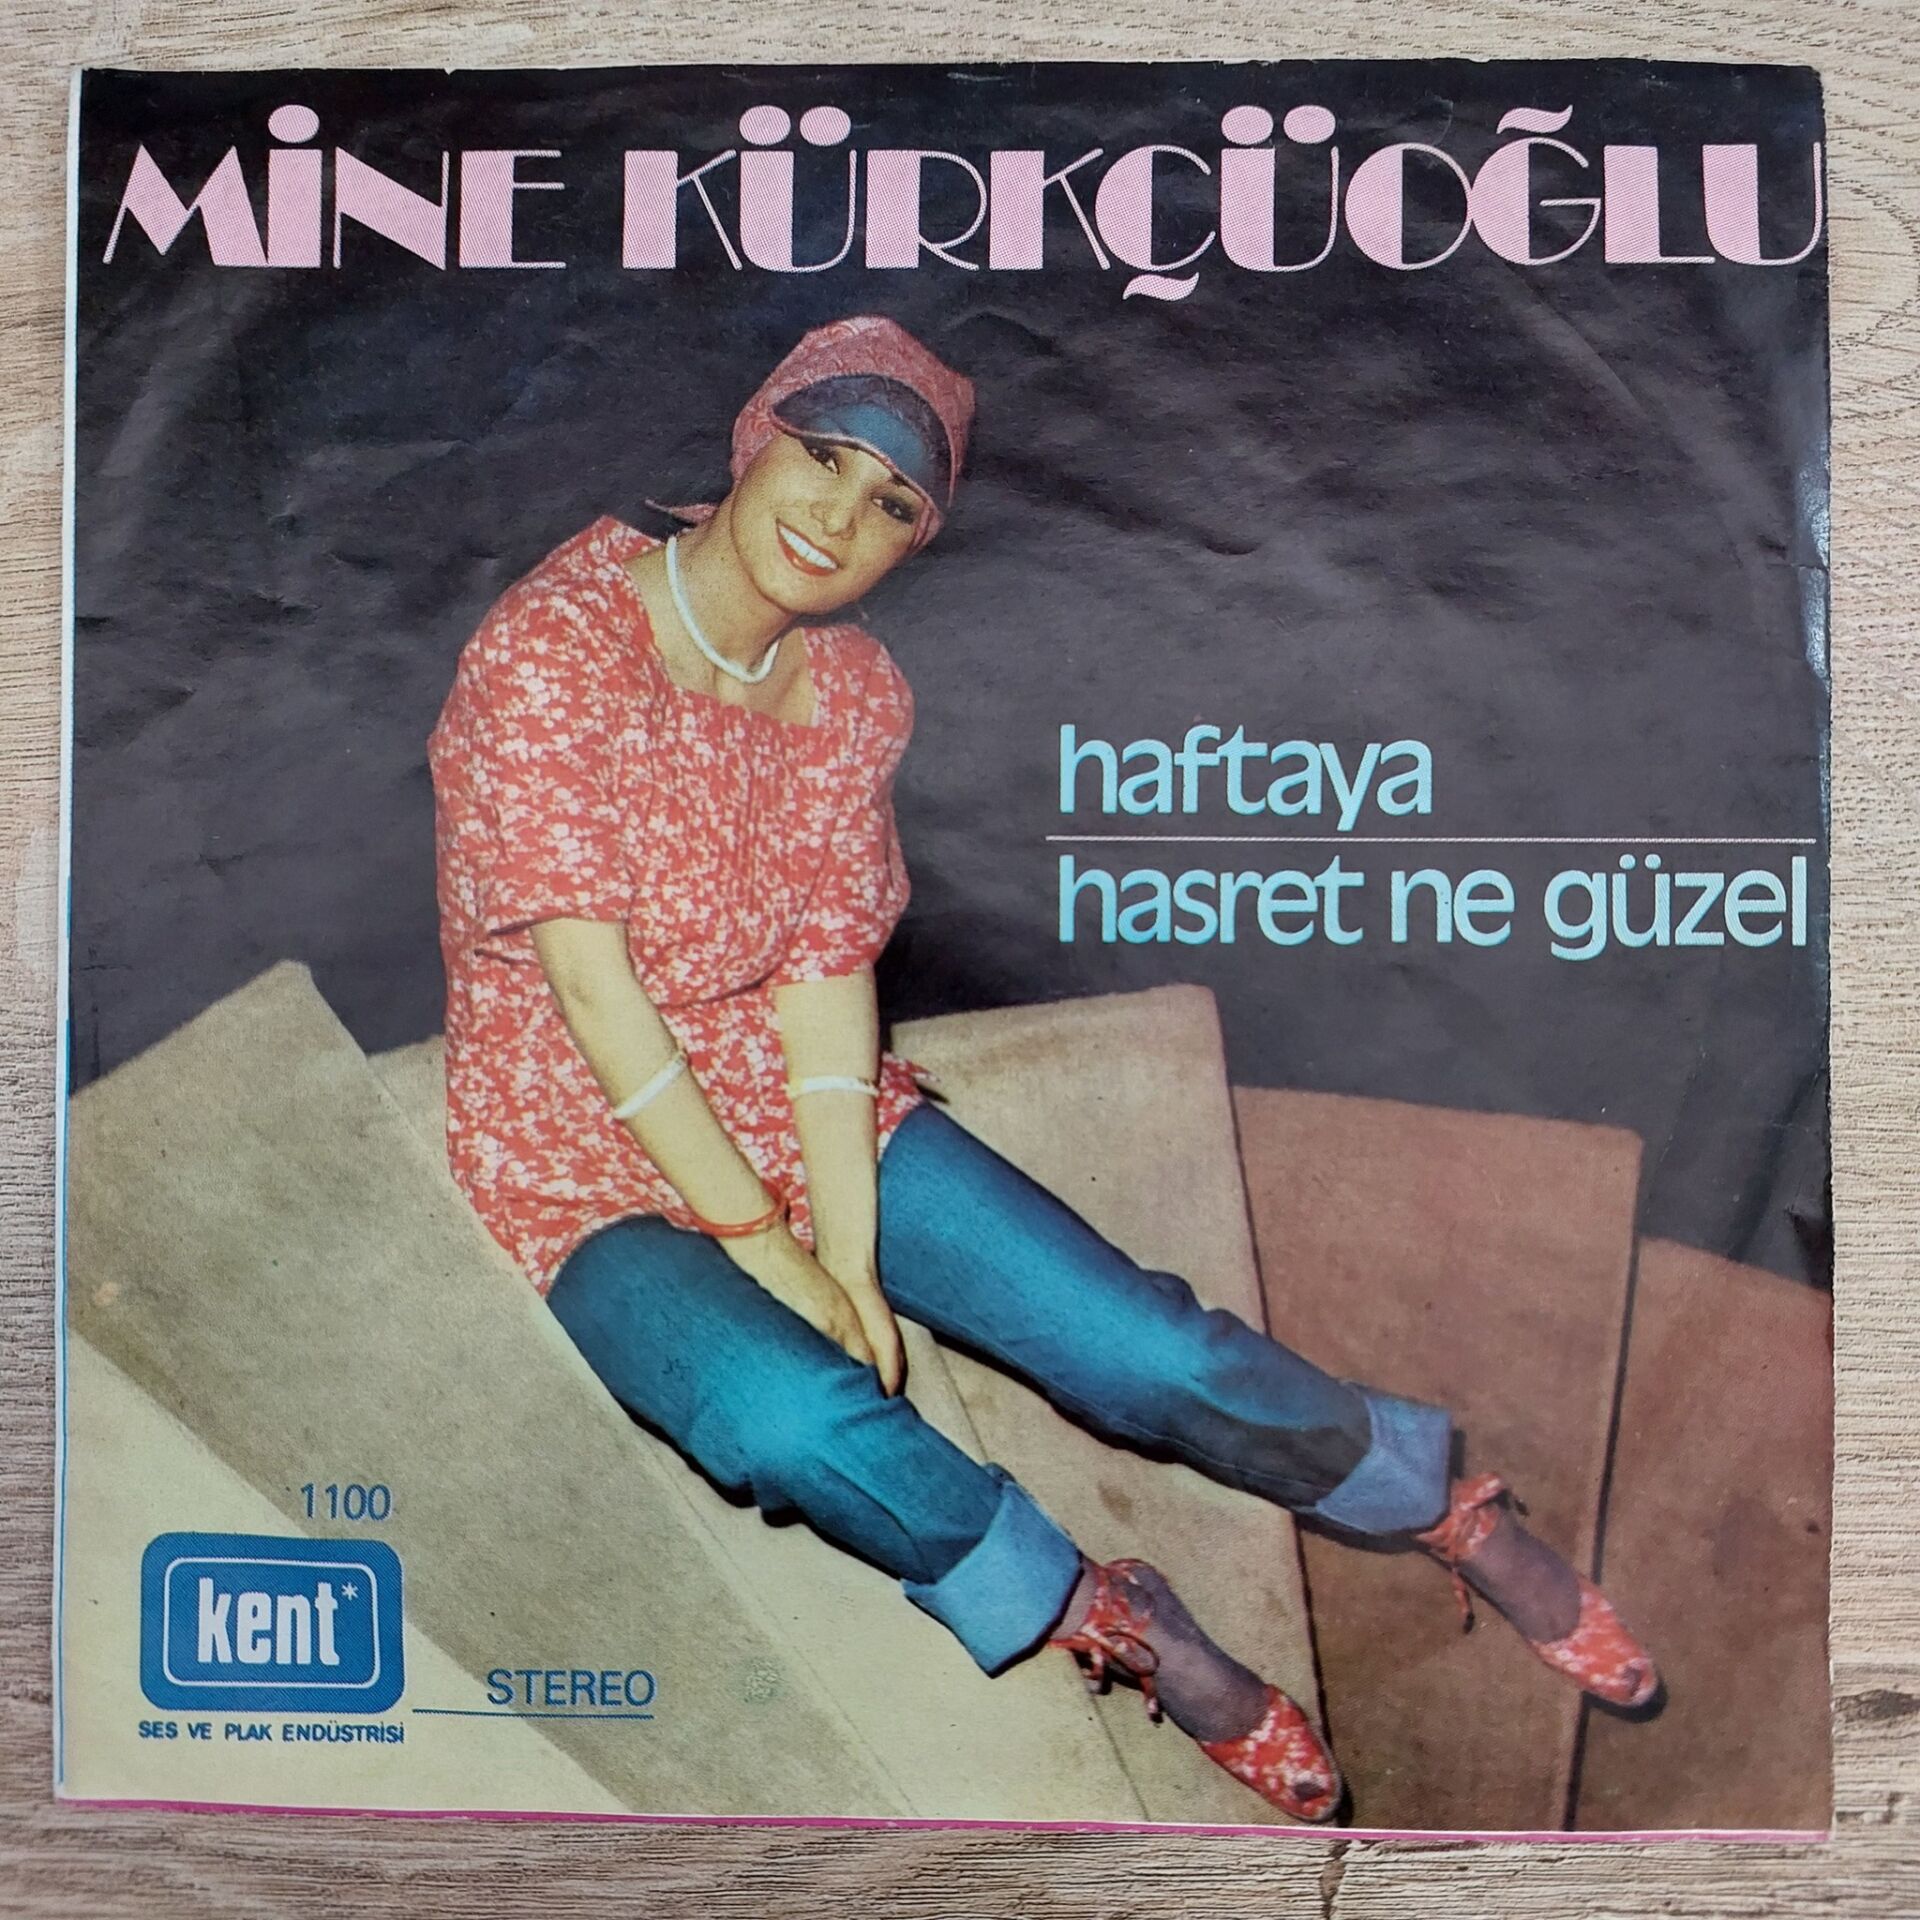 MİNE KÜRKÇÜOĞLU
haftaya
hasret ne güzel
1100
kent*
STEREO
SES VE PLAK ENDÜSTRİSİ